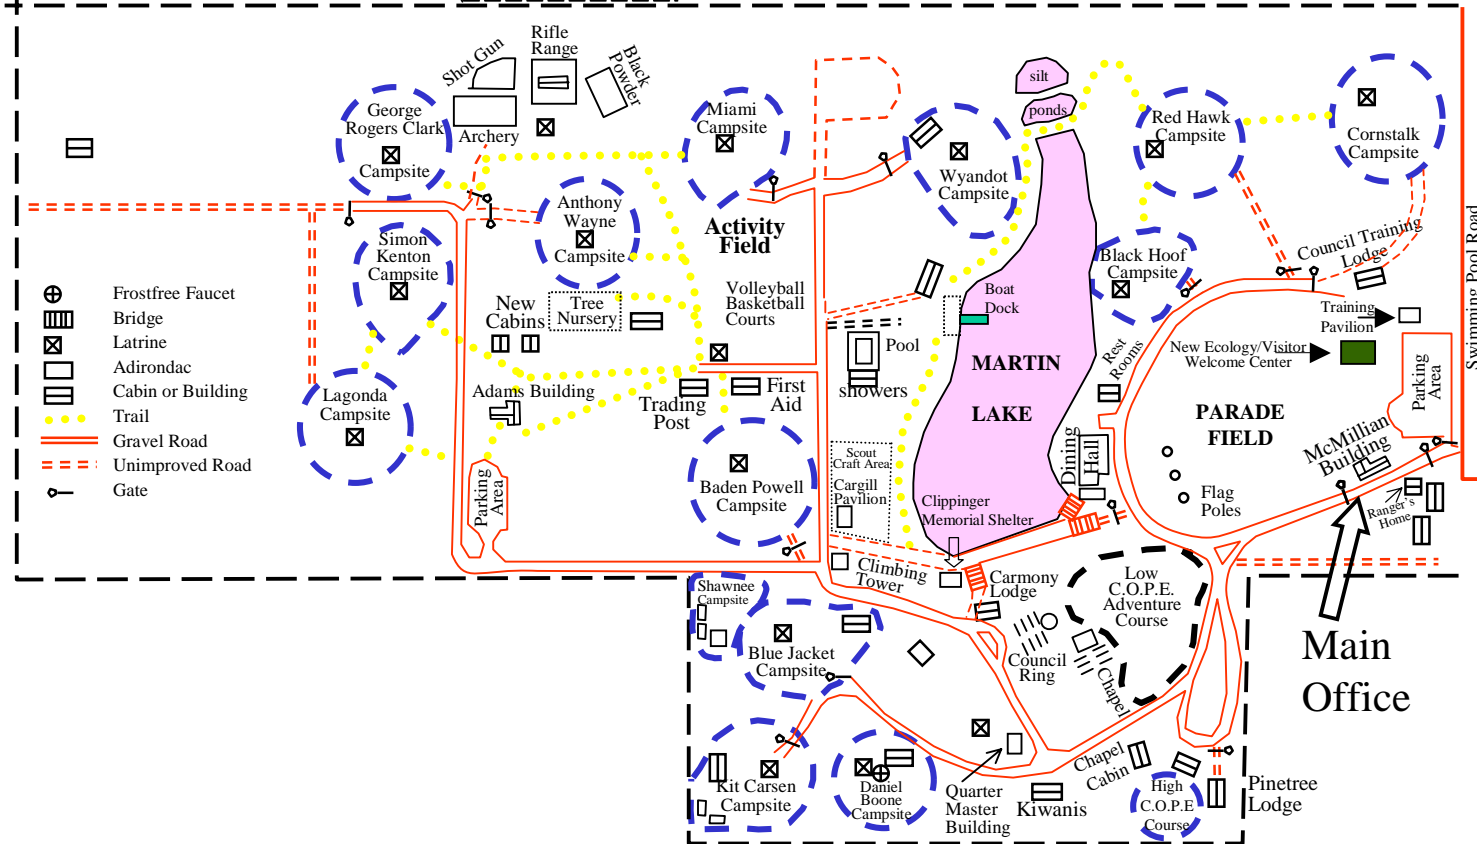 Shot Gun
Rifle
Range
Black
Powder
Archery
George
Rogers Clark
Campsite
Miami
Campsite
silt
ponds
Wyandot
Campsite
Red Hawk
Campsite
Cornstalk
Campsite
Anthony
Wayne
Campsite
Simon
Kenton
Campsite
Activity
Field
Black Hoof
Campsite
Council Training
Lodge
Swimming Pool Road
Frostfree Faucet
Bridge
Latrine
Adirondac
Cabin or Building
Trail
Gravel Road
Unimproved Road
Gate
New
Cabins
Tree
Nursery
Volleyball
Basketball
Courts
Boat
Dock
Pool
showers
MARTIN
LAKE
Rest
Rooms
Training
Pavilion
New Ecology/Visitor
Welcome Center
Parking
Area
Lagonda
Campsite
Adams Building
Trading
Post
First
Aid
PARADE
FIELD
McMillian
Building
Dining
Hall
Scout
Craft Area
Cargill
Pavilion
Baden Powell
Campsite
Parking
Area
Clippinger
Memorial Shelter
Flag
Poles
Ranger's
Home
Climbing
Tower
Carmony
Lodge
Low
C.O.P.E.
Adventure
Course
Shawnee
Campsite
Blue Jacket
Campsite
Council
Ring
Chapel
Main
Office
Kit Carsen
Campsite
Daniel
Boone
Campsite
Quarter
Master
Building
Kiwanis
Chapel
Cabin
High
C.O.P.E
Course
Pinetree
Lodge